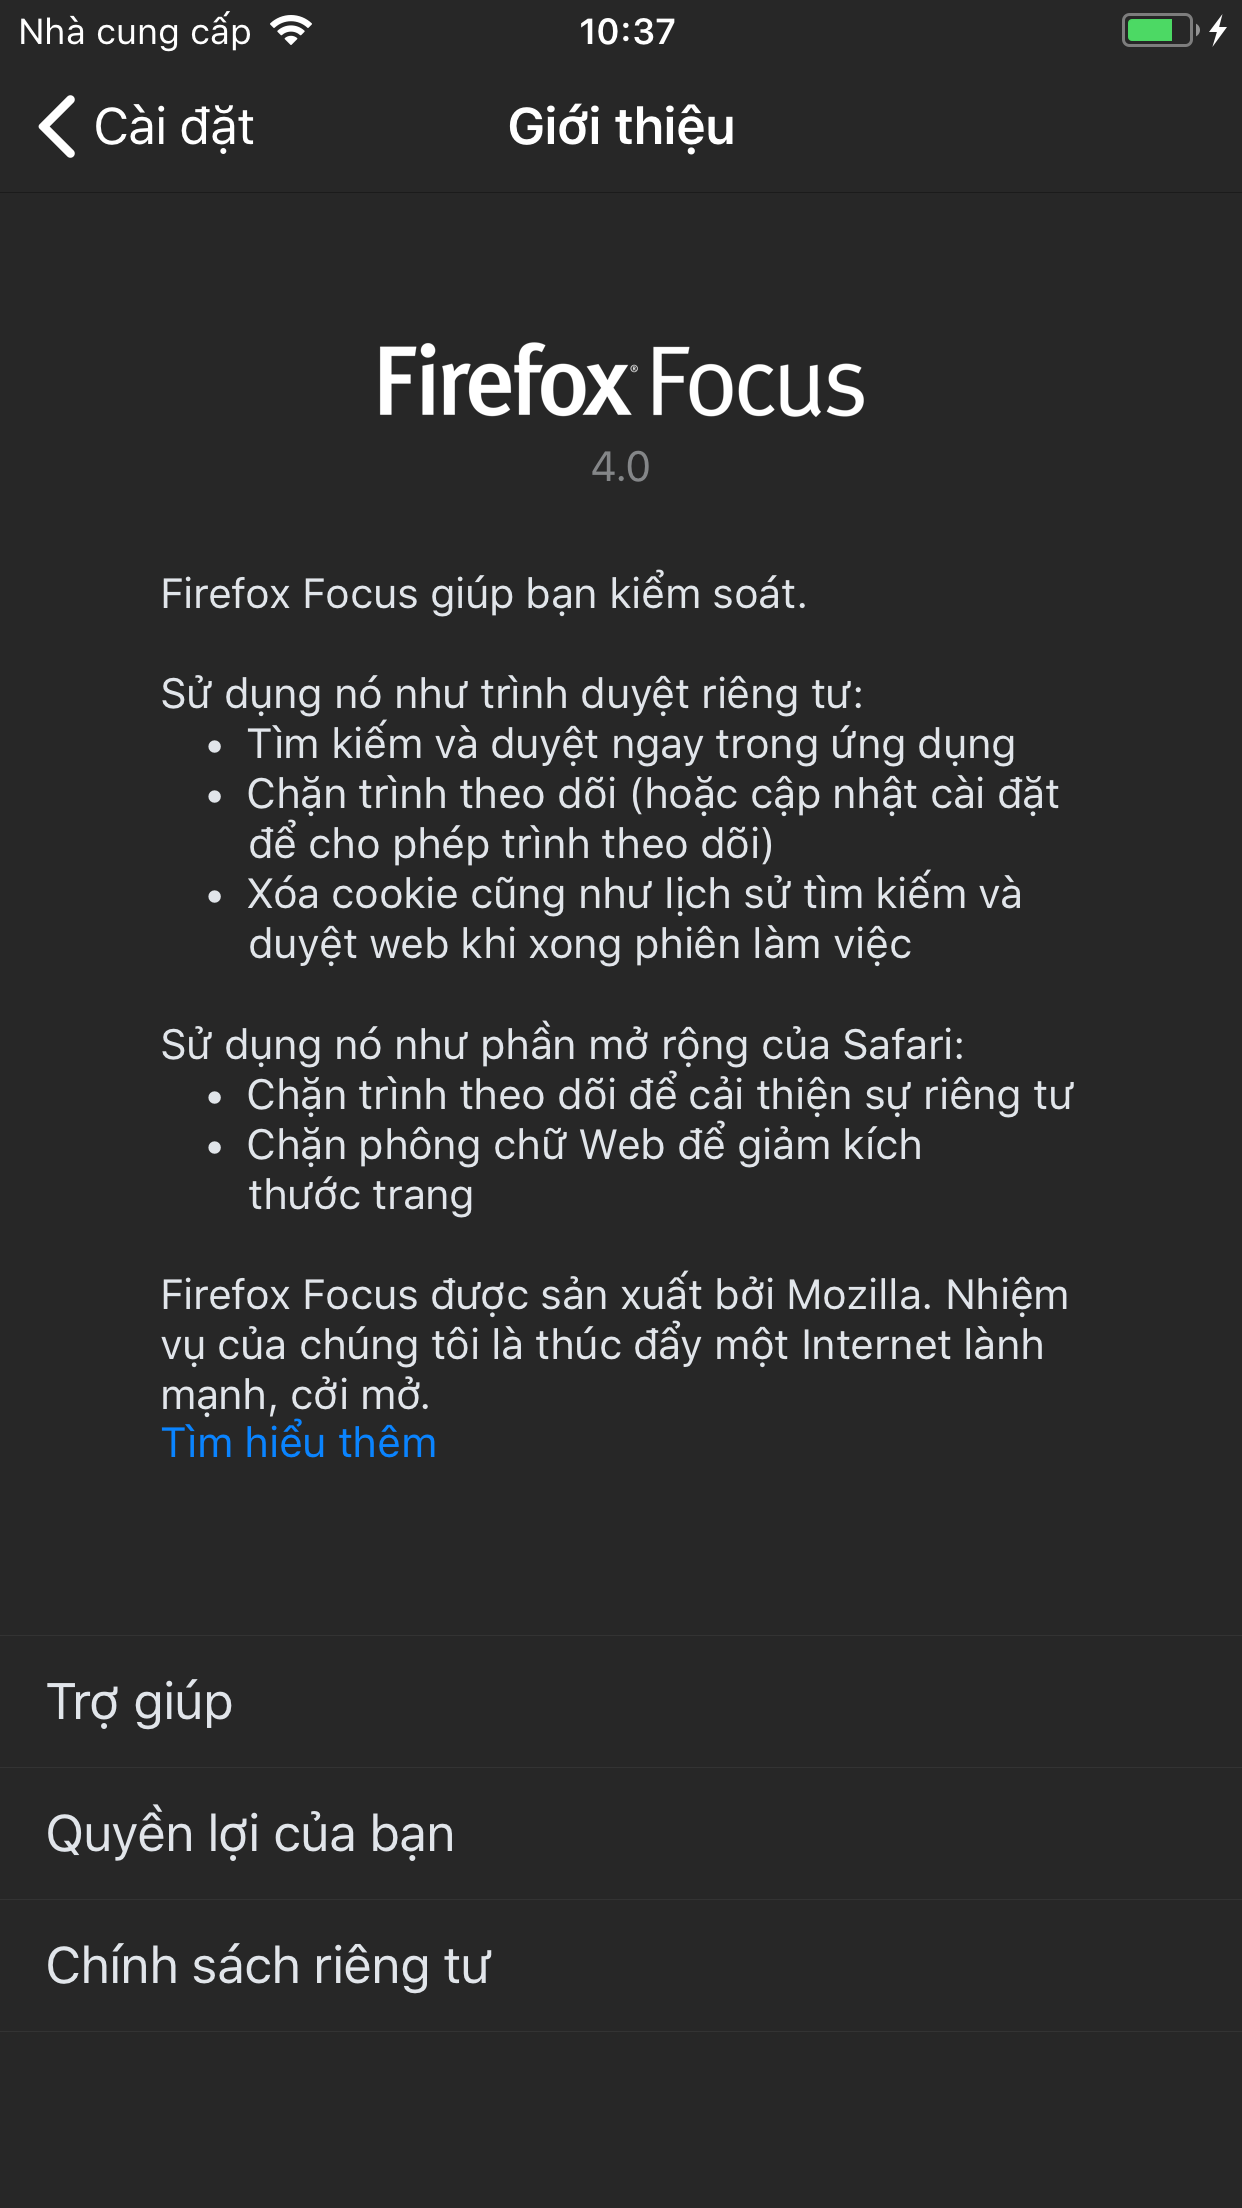 Nhà cung cấp
10:37
Cài đặt
Giới thiệu
Firefox® Focus
4.0
Firefox Focus giúp bạn kiểm soát.
Sử dụng nó như trình duyệt riêng tư:
• Tìm kiếm và duyệt ngay trong ứng dụng
• Chặn trình theo dõi (hoặc cập nhật cài đặt
để cho phép trình theo dõi)
• Xóa cookie cũng như lịch sử tìm kiếm và
duyệt web khi xong phiên làm việc
Sử dụng nó như phần mở rộng của Safari:
• Chặn trình theo dõi để cải thiện sự riêng tư
• Chặn phông chữ Web để giảm kích
thước trang
Firefox Focus được sản xuất bởi Mozilla. Nhiệm
vụ của chúng tôi là thúc đẩy một Internet lành
mạnh, cởi mở.
Tìm hiểu thêm
Trợ giúp
Quyền lợi của bạn
Chính sách riêng tư